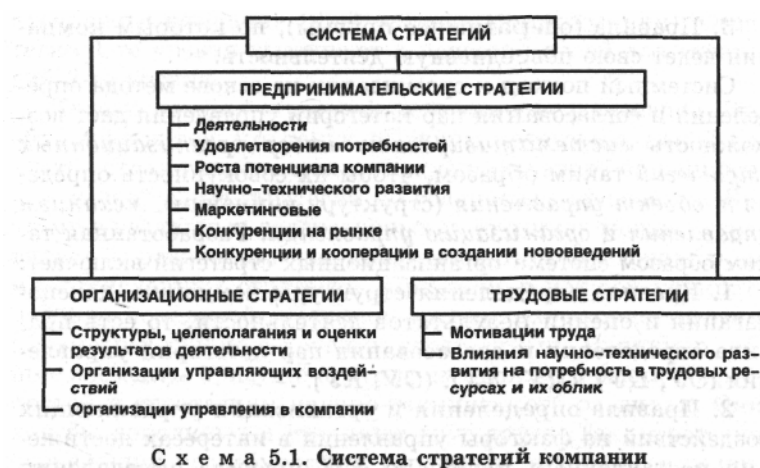 СИСТЕМА СТРАТЕГИЙ
ПРЕДПРИНИМАТЕЛЬСКИЕ СТРАТЕГИИ
Деятельности
Удовлетворения потребностей
Роста потенциала компании
Научно-технического развития
Маркетинговые
Конкуренции на рынке
Конкуренции и кооперации в создании нововведений
ОРГАНИЗАЦИОННЫЕ СТРАТЕГИИ
Структуры, целеполагания и оценки
результатов деятельности
Организации управляющих воздей-
ствий
Организации управления в компании
ТРУДОВЫЕ СТРАТЕГИИ
Мотивации
Влияния научно-технического раз-
вития на потребность в трудовых ре-
сурсах и их облик
Схема 5.1. Система стратегий компании